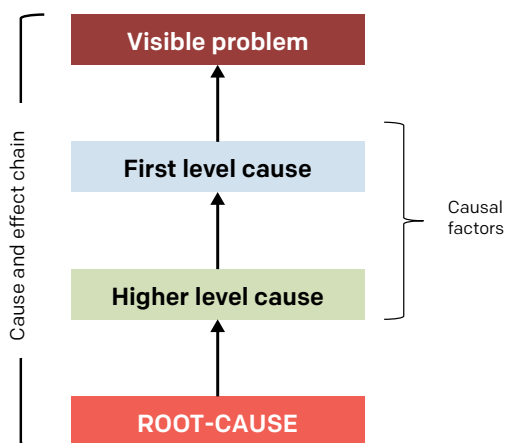 Visible problem
First level cause
Higher level cause
ROOT-CAUSE
Cause and effect chain
Causal
factors